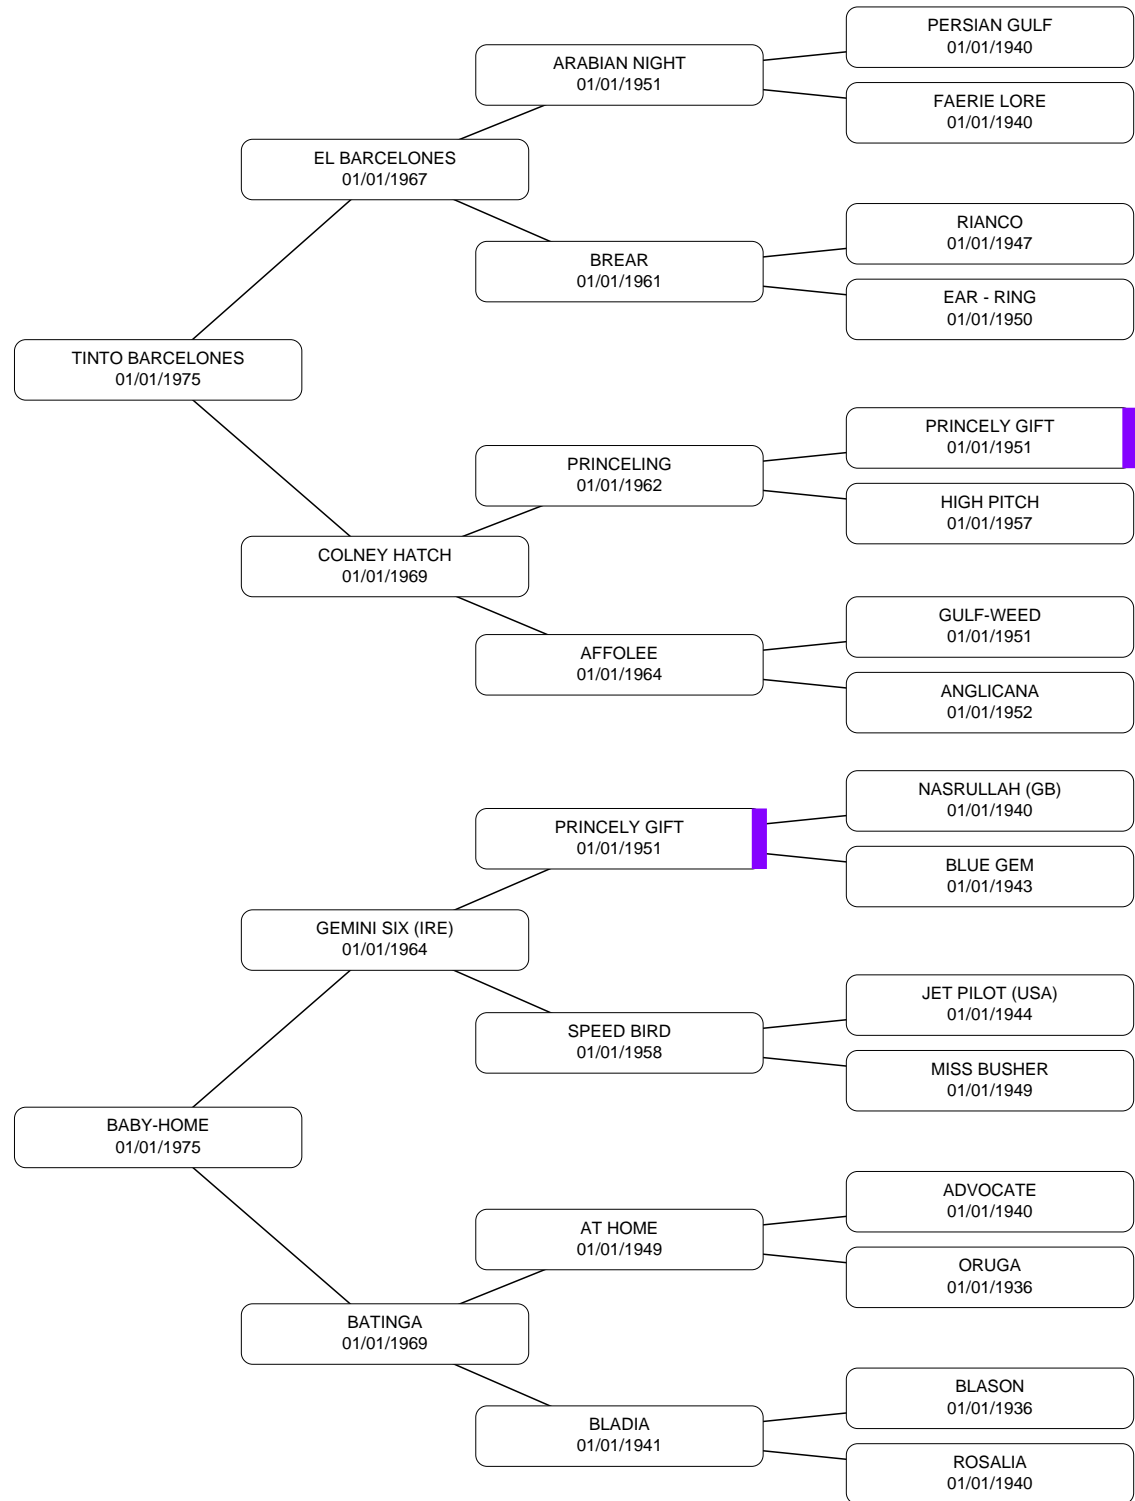 PERSIAN GULF
01/01/1940
ARABIAN NIGHT
01/01/1951
FAERIE LORE
01/01/1940
EL BARCELONES
01/01/1967
RIANCO
01/01/1947
BREAR
01/01/1961
EAR - RING
01/01/1950
TINTO BARCELONES
01/01/1975
PRINCELY GIFT
01/01/1951
PRINCELING
01/01/1962
HIGH PITCH
01/01/1957
COLNEY HATCH
01/01/1969
GULF-WEED
01/01/1951
AFFOLEE
01/01/1964
ANGLICANA
01/01/1952
NASRULLAH (GB)
01/01/1940
PRINCELY GIFT
01/01/1951
BLUE GEM
01/01/1943
GEMINI SIX (IRE)
01/01/1964
JET PILOT (USA)
01/01/1944
SPEED BIRD
01/01/1958
MISS BUSHER
01/01/1949
BABY-HOME
01/01/1975
ADVOCATE
01/01/1940
AT HOME
01/01/1949
ORUGA
01/01/1936
BATINGA
01/01/1969
BLASON
01/01/1936
BLADIA
01/01/1941
ROSALIA
01/01/1940